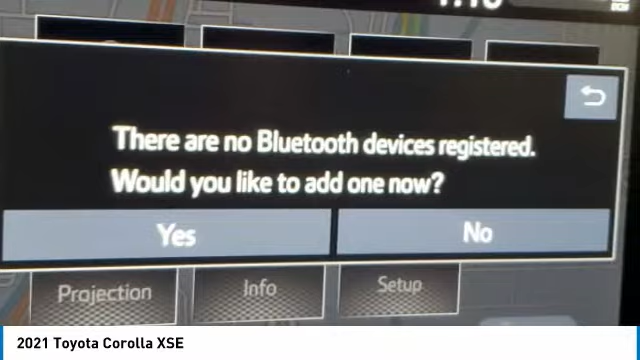 There are no Bluetooth devices registered.
Would you like to add one now?
Yes
No
Projection
Info
Setup
2021 Toyota Corolla XSE